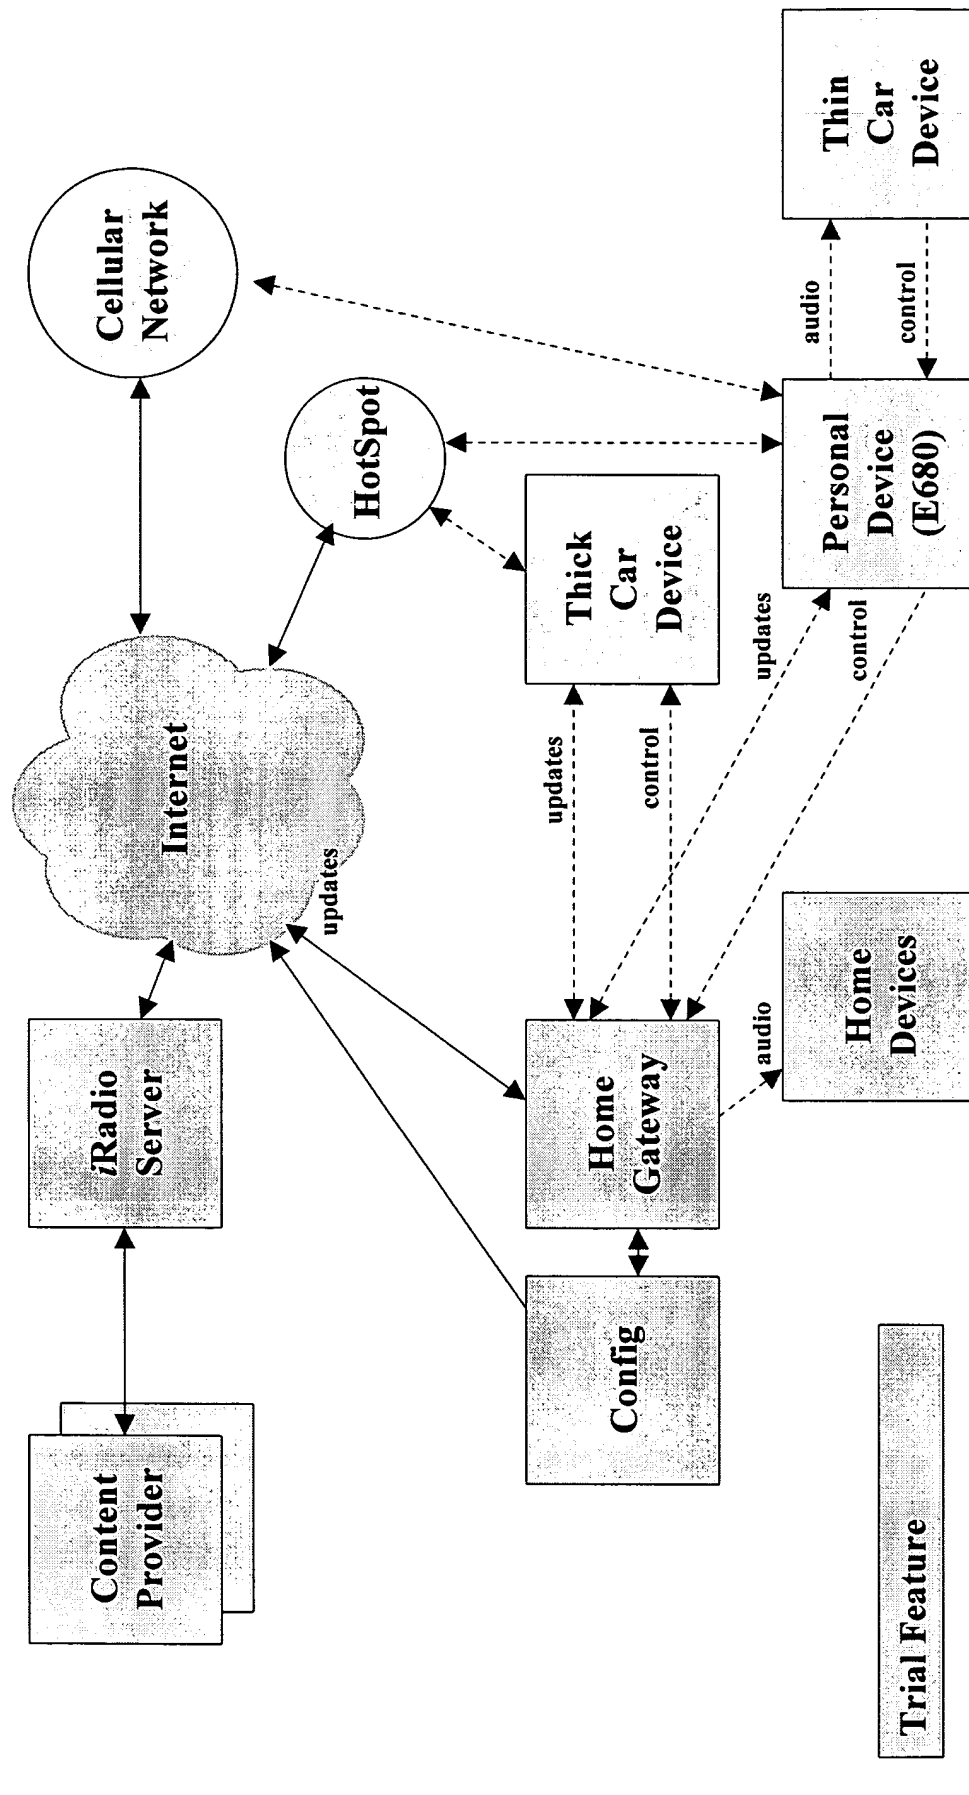 Content
Provider
iRadio
Server
Internet
Cellular
Network
updates
HotSpot
Config
Home
Gateway
updates
control
Thick
Car
Device
updates
control
audio
Home
Devices
Personal
Device
(E680)
audio
control
Thin
Car
Device
Trial Feature